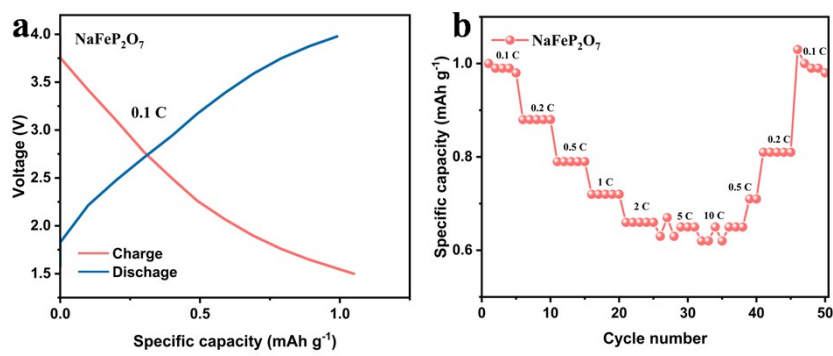 a
NaFeP₂O₇
0.1 C
Charge
Dischage
Voltage (V)
4.0
3.5
3.0
2.5
2.0
1.5
0.0
0.5
1.0
Specific capacity (mAh g⁻¹)
b
NaFeP₂O₇
0.1 C
0.2 C
0.5 C
1 C
2 C
5 C
10 C
0.5 C
0.2 C
0.1 C
Specific capacity (mAh g⁻¹)
1.0
0.8
0.6
0
10
20
30
40
50
Cycle number